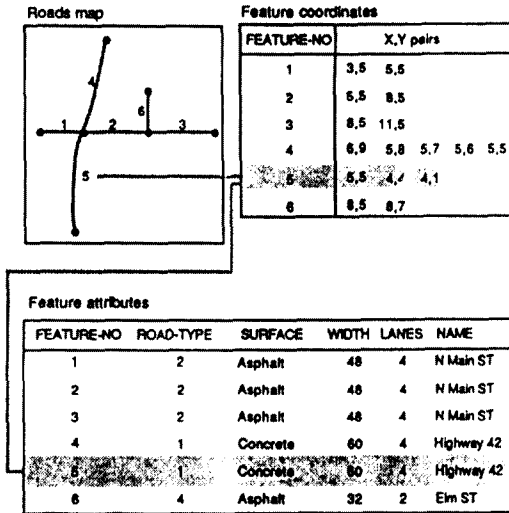 Roads map
4
6
1 2 3
5
Feature coordinates
FEATURE-NO X,Y pairs
1 3,5 5,5
2 5,5 8,5
3 8,5 11,5
4 6,9 5,8 5,7 5,6 5,5
5 5,5 4,4 4,1
6 8,5 8,7
Feature attributes
FEATURE-NO ROAD-TYPE SURFACE WIDTH LANES NAME
1 2 Asphalt 48 4 N Main ST
2 2 Asphalt 48 4 N Main ST
3 2 Asphalt 48 4 N Main ST
4 1 Concrete 60 4 Highway 42
5 1 Concrete 60 4 Highway 42
6 4 Asphalt 32 2 Elm ST